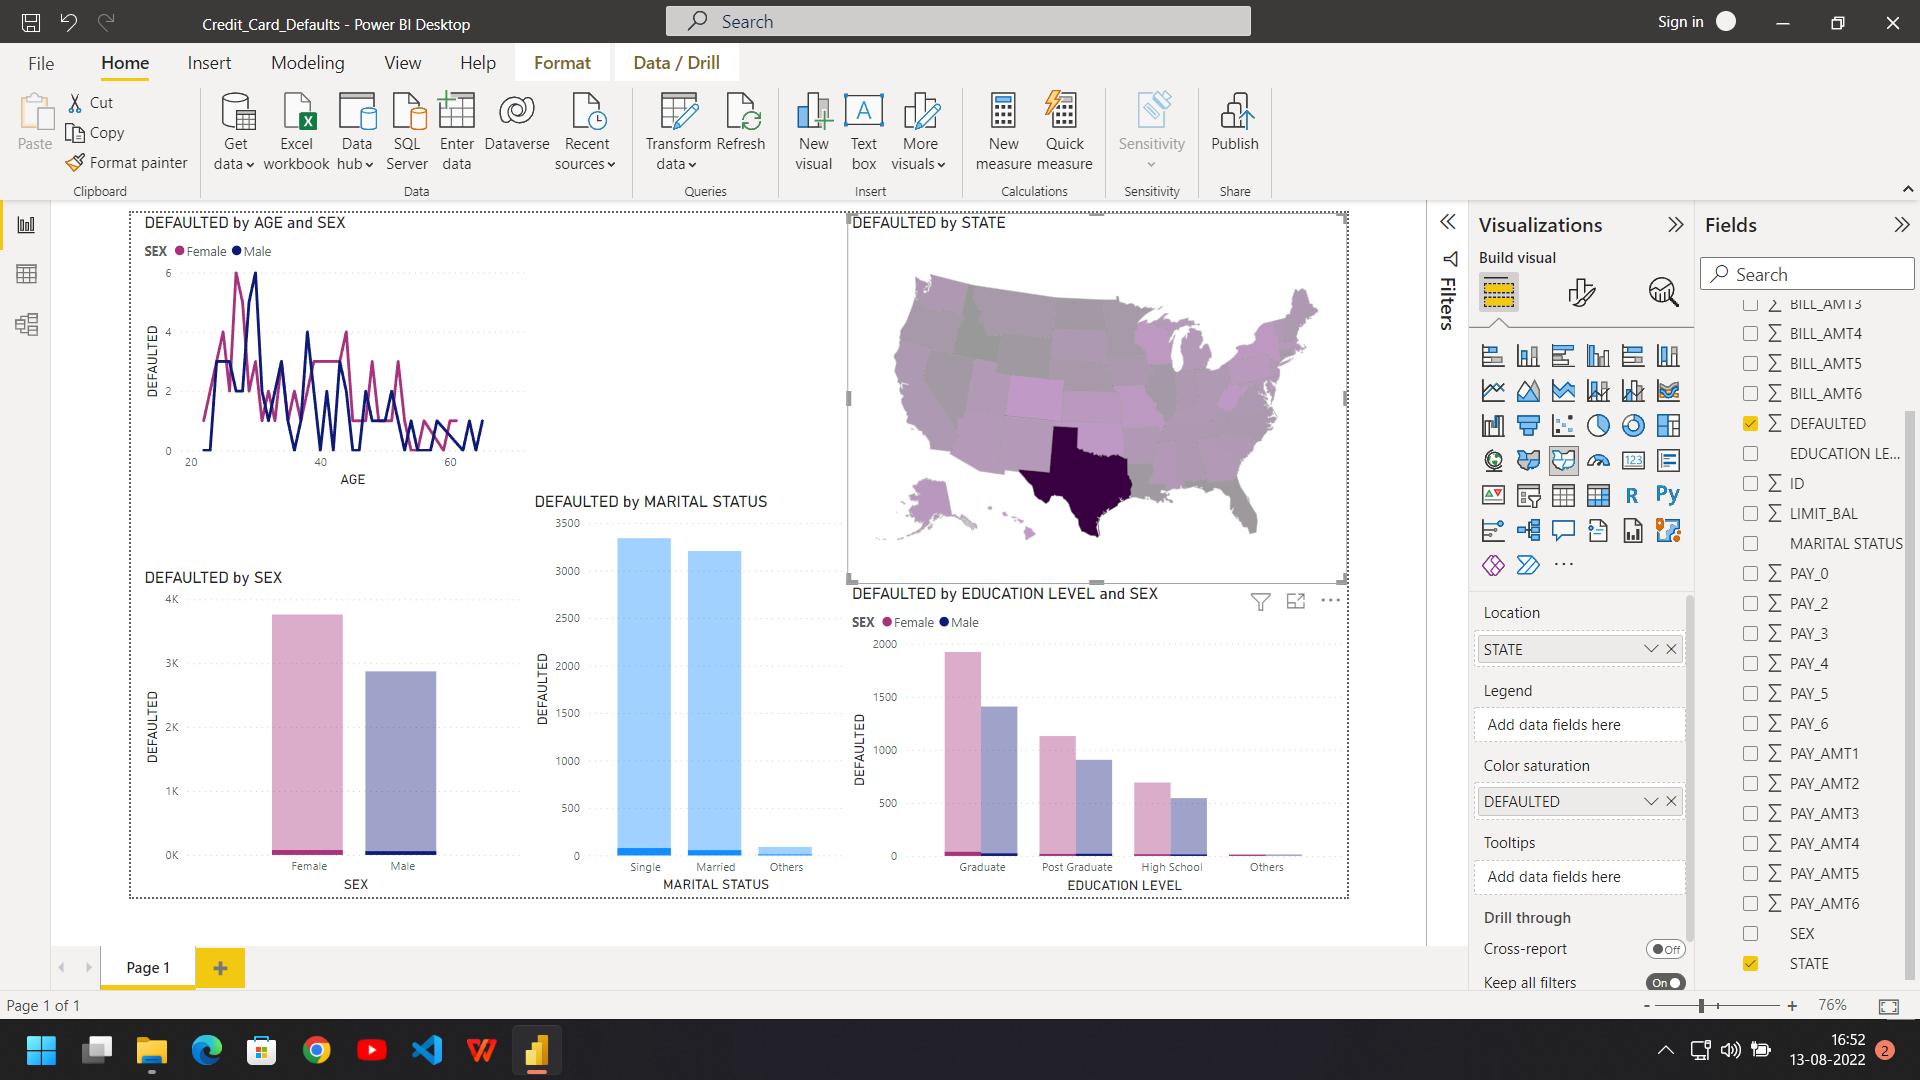 Credit_Card_Defaults - Power BI Desktop
Search
Sign in
File
Home
Insert
Modeling
View
Help
Format
Data / Drill
Paste
Cut
Copy
Format painter
Clipboard
Get data
Excel workbook
Data hub
SQL Server
Enter data
Dataverse
Recent sources
Data
Transform data
Refresh
Queries
New visual
Text box
More visuals
Insert
New measure
Quick measure
Calculations
Sensitivity
Sensitivity
Publish
Share
DEFAULTED by AGE and SEX
SEX Female Male
DEFAULTED
6
4
2
0
20
40
60
AGE
DEFAULTED by STATE
DEFAULTED by MARITAL STATUS
DEFAULTED
3500
3000
2500
2000
1500
1000
500
0
Single
Married
Others
MARITAL STATUS
DEFAULTED by SEX
DEFAULTED
4K
3K
2K
1K
0K
Female
Male
SEX
DEFAULTED by EDUCATION LEVEL and SEX
SEX Female Male
DEFAULTED
2000
1500
1000
500
0
Graduate
Post Graduate
High School
Others
EDUCATION LEVEL
Filters
Visualizations
Build visual
123
R
Py
Location
STATE
Legend
Add data fields here
Color saturation
DEFAULTED
Tooltips
Add data fields here
Drill through
Cross-report
Off
Keep all filters
On
Fields
Search
BILL_AMT3
BILL_AMT4
BILL_AMT5
BILL_AMT6
DEFAULTED
EDUCATION LE...
ID
LIMIT_BAL
MARITAL STATUS
PAY_0
PAY_2
PAY_3
PAY_4
PAY_5
PAY_6
PAY_AMT1
PAY_AMT2
PAY_AMT3
PAY_AMT4
PAY_AMT5
PAY_AMT6
SEX
STATE
Page 1
Page 1 of 1
- + 76%
16:52
13-08-2022
2